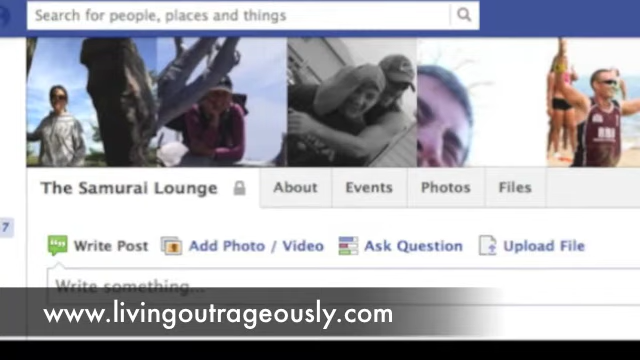 Search for people, places and things
The Samurai Lounge About Events Photos Files
7
Write Post Add Photo / Video Ask Question Upload File
Write something...
www.livingoutrageously.com